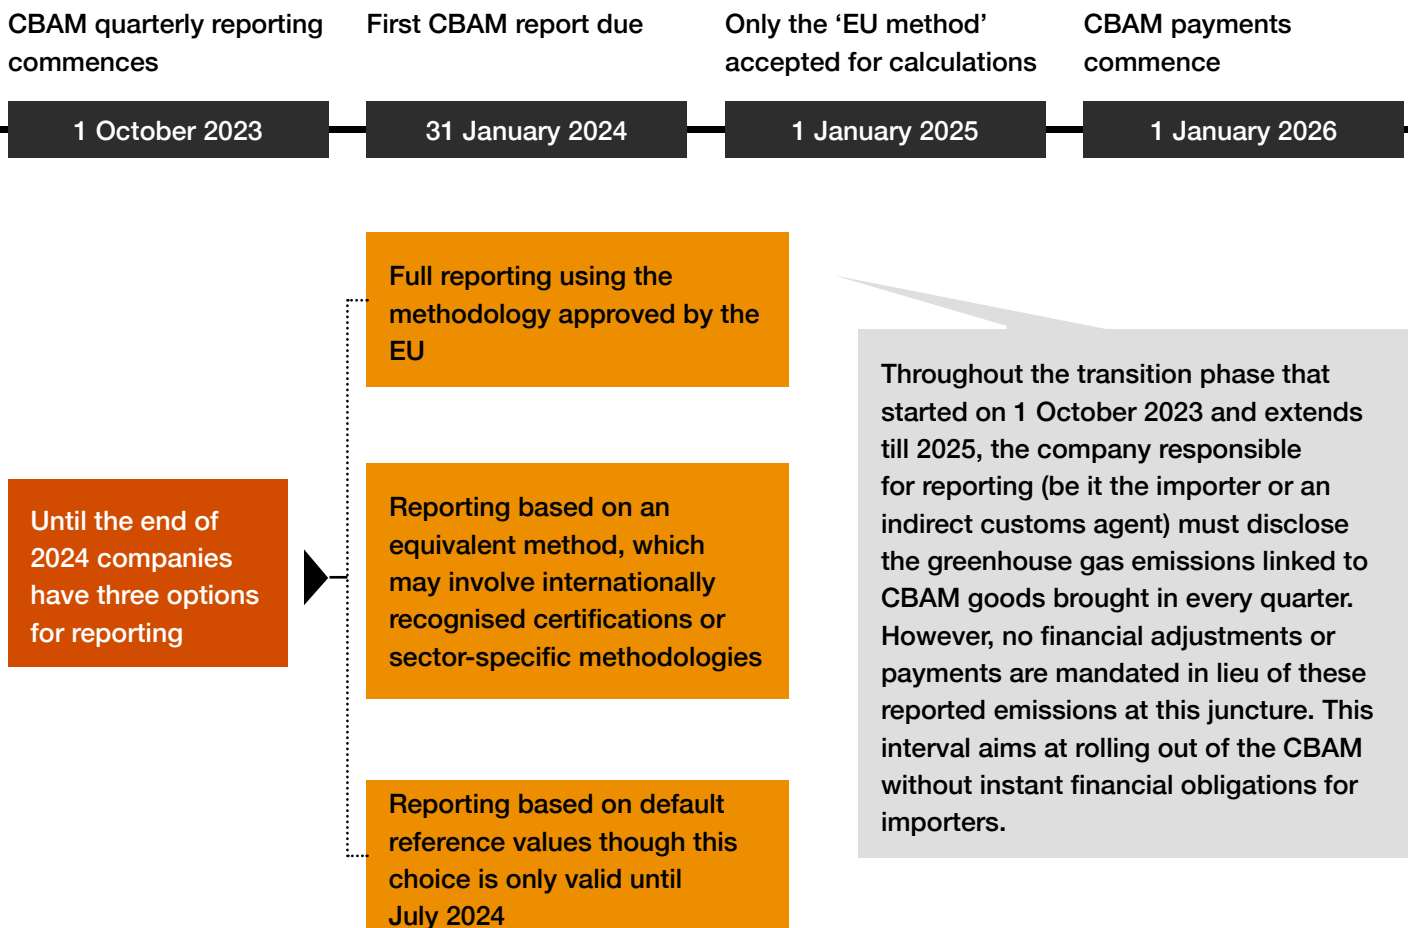 CBAM quarterly reporting
commences
First CBAM report due
Only the ‘EU method’
accepted for calculations
CBAM payments
commence
1 October 2023
31 January 2024
1 January 2025
1 January 2026
Until the end of
2024 companies
have three options
for reporting
Full reporting using the
methodology approved by the
EU
Reporting based on an
equivalent method, which
may involve internationally
recognised certifications or
sector-specific methodologies
Reporting based on default
reference values though this
choice is only valid until
July 2024
Throughout the transition phase that
started on 1 October 2023 and extends
till 2025, the company responsible
for reporting (be it the importer or an
indirect customs agent) must disclose
the greenhouse gas emissions linked to
CBAM goods brought in every quarter.
However, no financial adjustments or
payments are mandated in lieu of these
reported emissions at this juncture. This
interval aims at rolling out of the CBAM
without instant financial obligations for
importers.